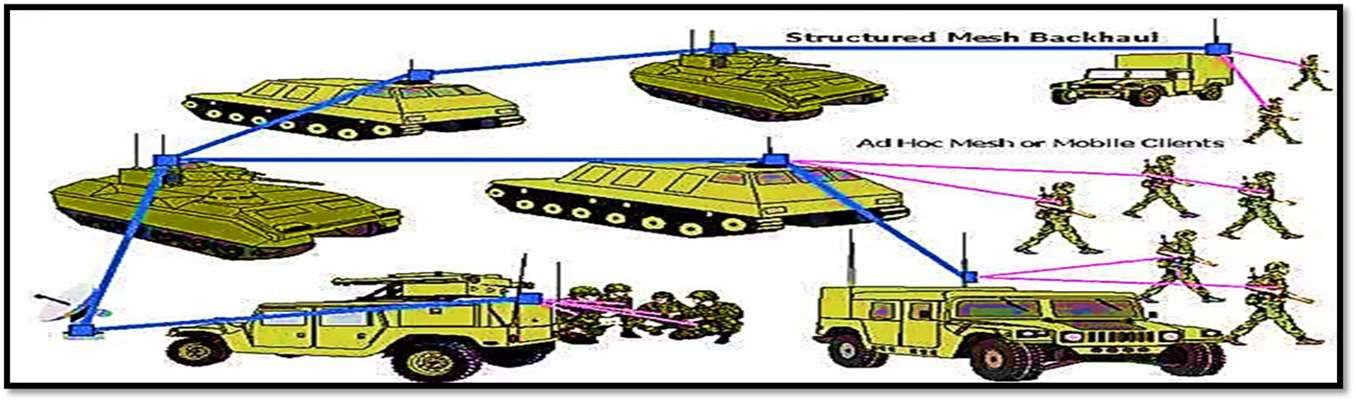 Structured Mesh Backhaul
Ad Hoc Mesh or Mobile Clients